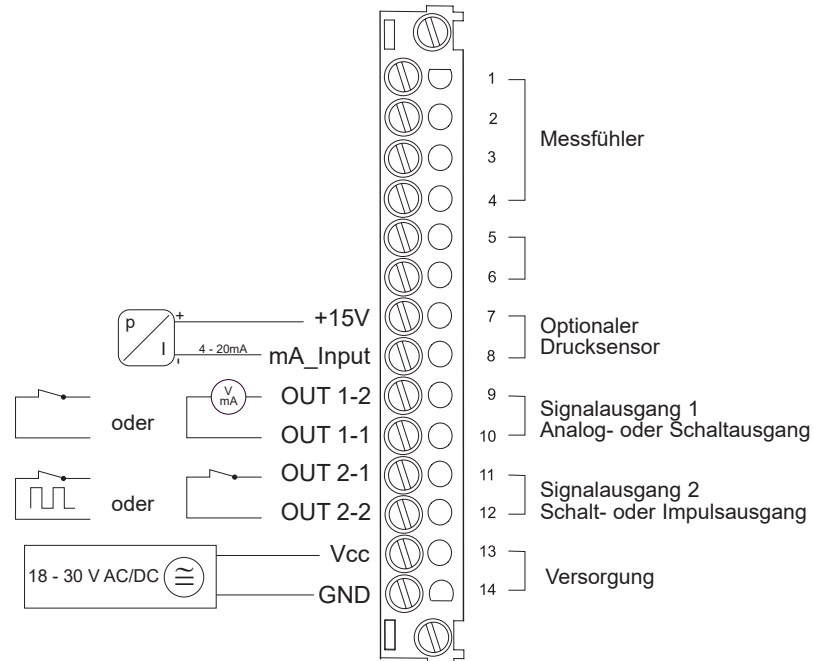 1
2
3
4
Messfühler
5
6
p
I
+
-
4 - 20mA
+15V
mA_Input
7
8
Optionaler
Drucksensor
oder
V
mA
OUT 1-2
OUT 1-1
9
10
Signalausgang 1
Analog- oder Schaltausgang
oder
OUT 2-1
OUT 2-2
11
12
Signalausgang 2
Schalt- oder Impulsausgang
18 - 30 V AC/DC
Vcc
GND
13
14
Versorgung